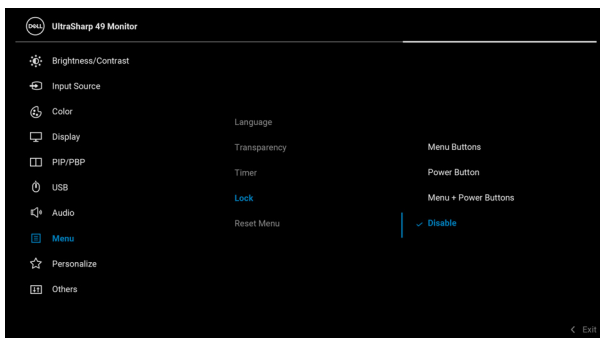 DELL UltraSharp 49 Monitor
Brightness/Contrast
Input Source
Color
Display
PIP/PBP
USB
Audio
Menu
Personalize
Others
Language
Transparency
Timer
Lock
Reset Menu
Menu Buttons
Power Button
Menu + Power Buttons
Disable
Exit